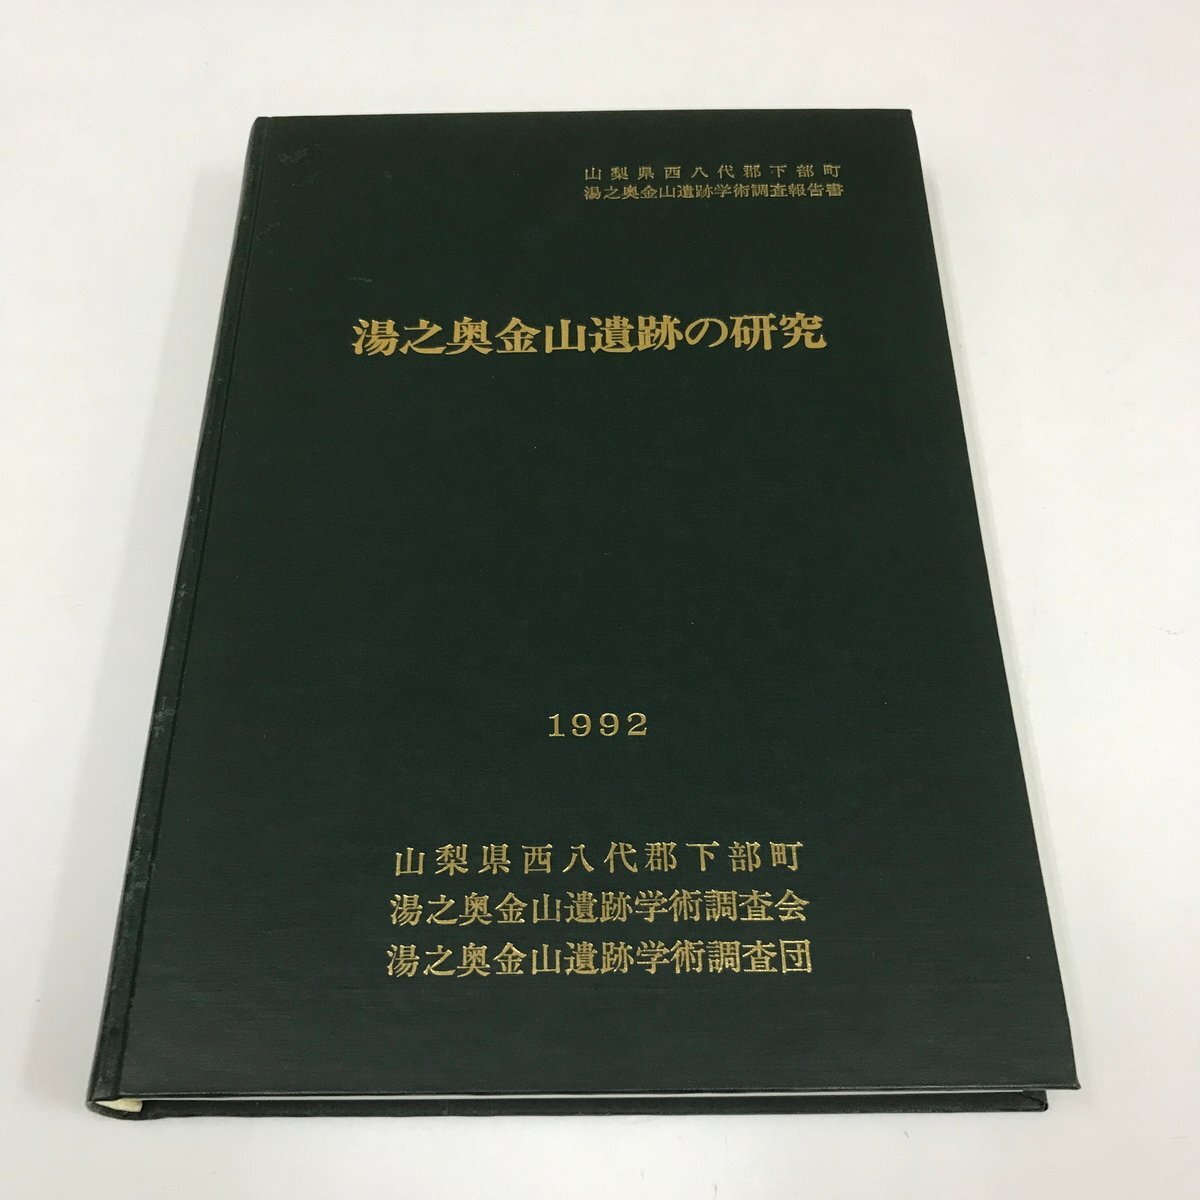 山梨県西八代郡下部町
湯之奥金山遺跡学術調査報告書
湯之奥金山遺跡の研究
1992
山梨県西八代郡下部町
湯之奥金山遺跡学術調査会
湯之奥金山遺跡学術調査団